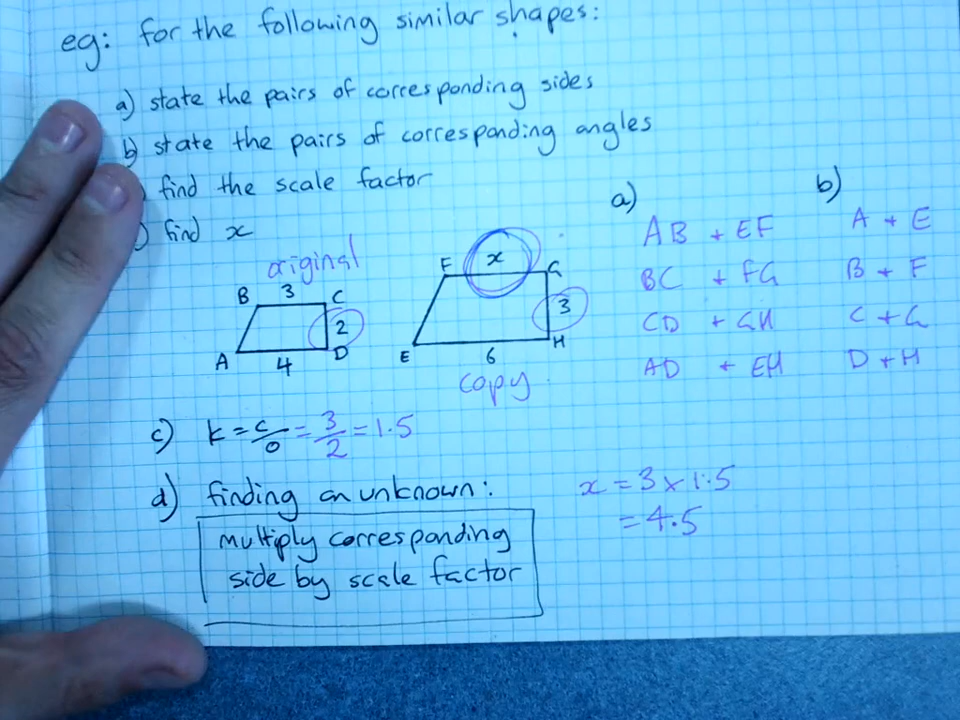 eg: for the following similar shapes:
a) state the pairs of corresponding sides
b) state the pairs of corresponding angles
) find the scale factor
) find x
original
B 3 C
2
A 4 D
F x G
3
E 6 H
copy
a)
AB + EF
BC + FG
CD + GH
AD + EH
b)
A + E
B + F
C + G
D + H
c) k = c/o = 3/2 = 1.5
d) finding an unknown:
multiply corresponding
side by scale factor
x = 3 x 1.5
= 4.5